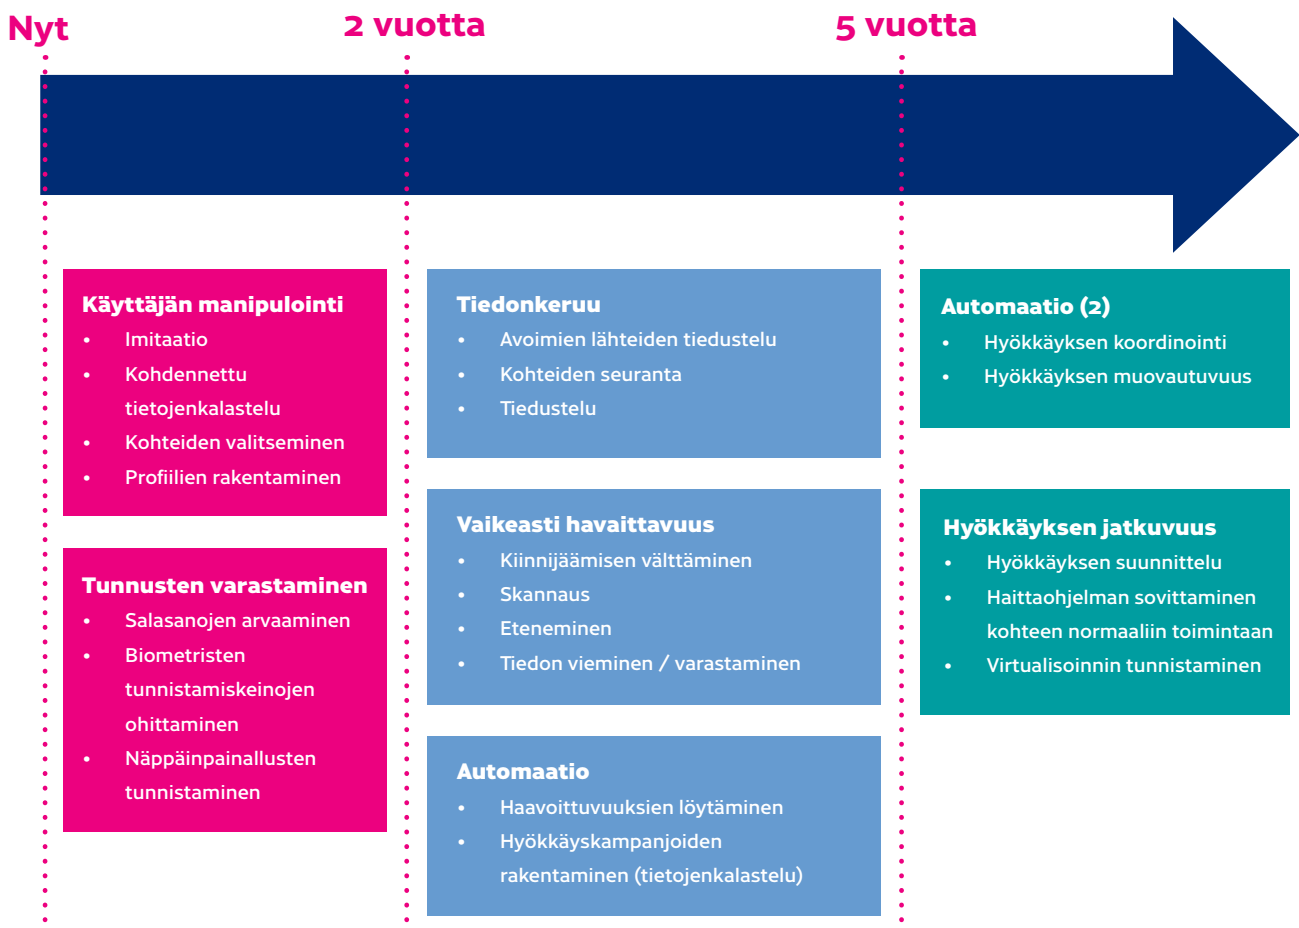 Nyt
2 vuotta
5 vuotta
Käyttäjän manipulointi
• Imitaatio
• Kohdennettu
tietojenkalastelu
• Kohteiden valitseminen
• Profiilien rakentaminen
Tunnusten varastaminen
• Salasanojen arvaaminen
• Biometristen
tunnistamiskeinojen
ohittaminen
• Näppäinpainallusten
tunnistaminen
Tiedonkeruu
• Avoimien lähteiden tiedustelu
• Kohteiden seuranta
• Tiedustelu
Vaikeasti havaittavuus
• Kiinnijäämisen välttäminen
• Skannaus
• Eteneminen
• Tiedon vieminen / varastaminen
Automaatio
• Haavoittuvuuksien löytäminen
• Hyökkäyskampanjoiden
rakentaminen (tietojenkalastelu)
Automaatio (2)
• Hyökkäyksen koordinointi
• Hyökkäyksen muovautuvuus
Hyökkäyksen jatkuvuus
• Hyökkäyksen suunnittelu
• Haittaohjelman sovittaminen
kohteen normaaliin toimintaan
• Virtualisoinnin tunnistaminen